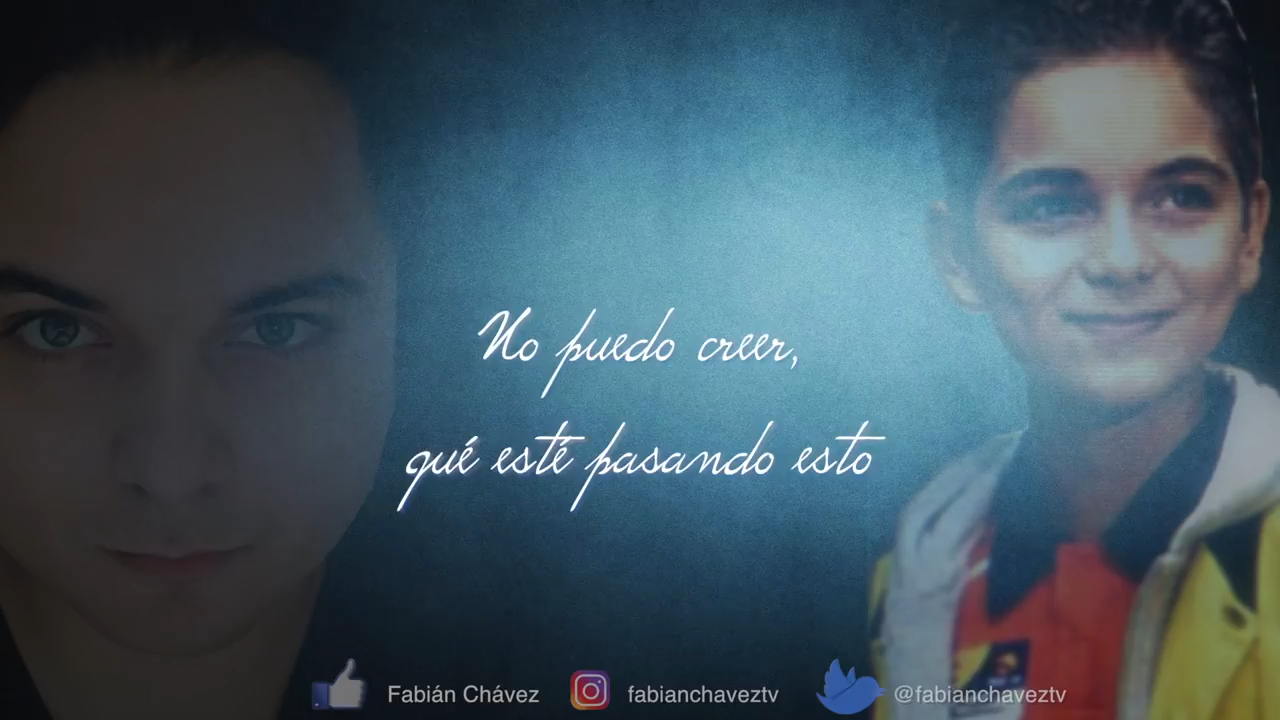 No puedo creer,
qué esté pasando esto
Fabián Chávez fabianchaveztv @fabianchaveztv